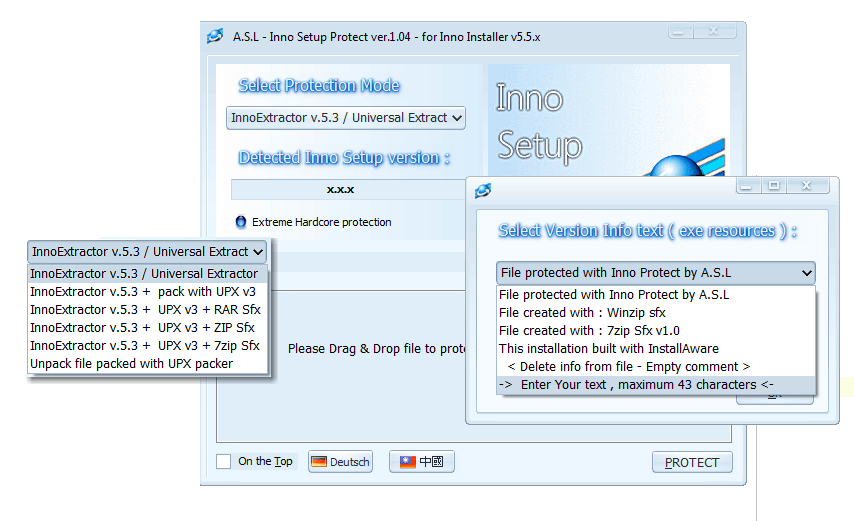 A.S.L - Inno Setup Protect ver.1.04 - for Inno Installer v5.5.x
Select Protection Mode
InnoExtractor v.5.3 / Universal Extract
Detected Inno Setup version :
x.x.x
Extreme Hardcore protection
Inno
Setup
InnoExtractor v.5.3 / Universal Extract
InnoExtractor v.5.3 / Universal Extractor
InnoExtractor v.5.3 + pack with UPX v3
InnoExtractor v.5.3 + UPX v3 + RAR Sfx
InnoExtractor v.5.3 + UPX v3 + ZIP Sfx
InnoExtractor v.5.3 + UPX v3 + 7zip Sfx
Unpack file packed with UPX packer
Select Version Info text ( exe resources ) :
File protected with Inno Protect by A.S.L
File protected with Inno Protect by A.S.L
File created with : Winzip sfx
File created with : 7zip Sfx v1.0
This installation built with InstallAware
< Delete info from file - Empty comment >
-> Enter Your text , maximum 43 characters <-
Please Drag & Drop file to prote
On the Top
Deutsch
中國
PROTECT